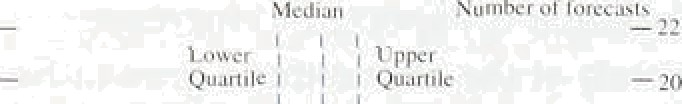 Median Number of forecasts
22
Lower Upper
Quartile Quartile 20